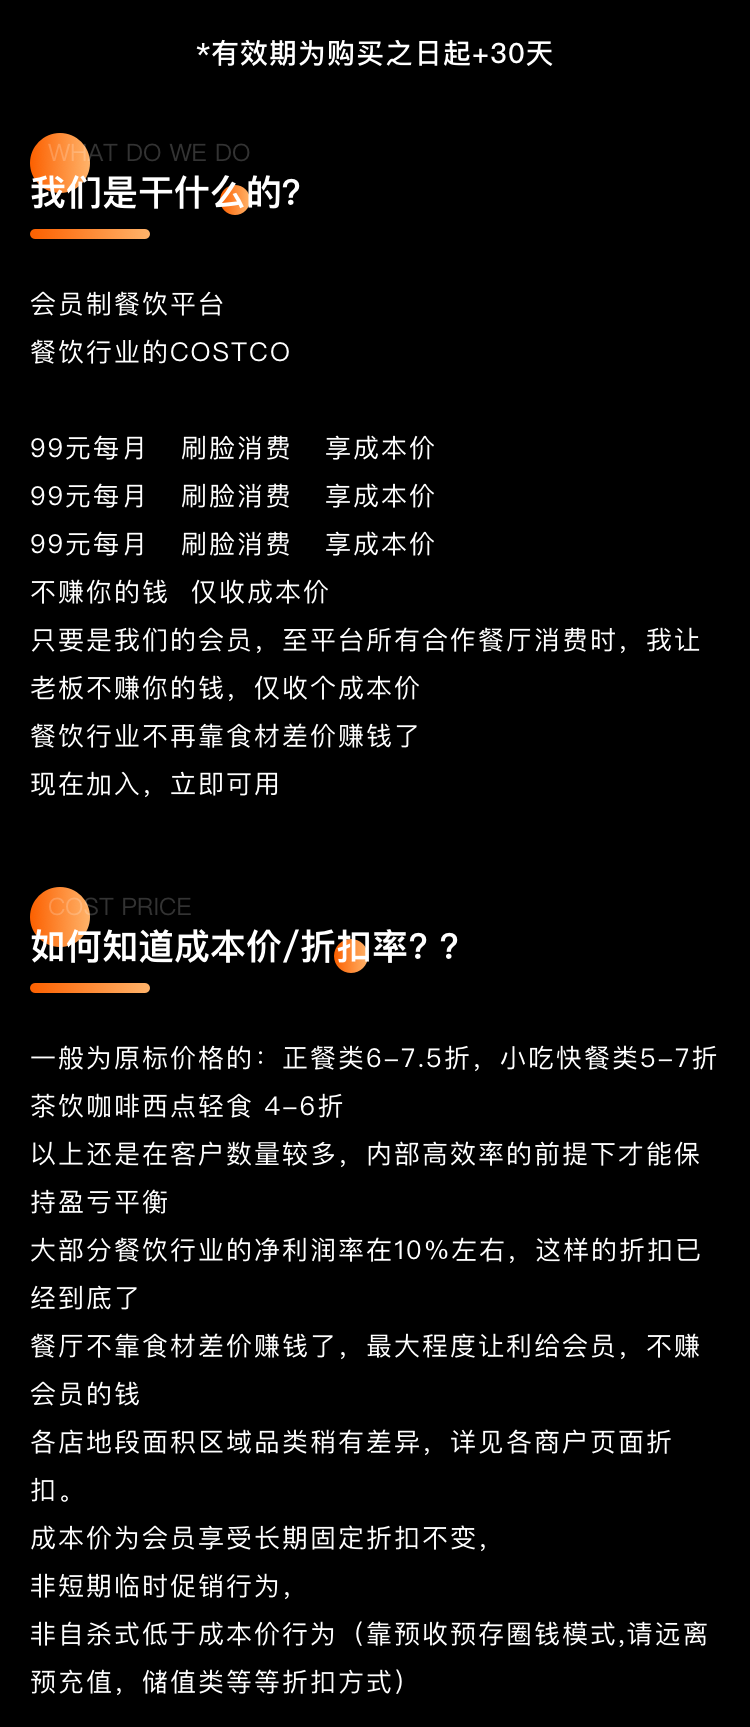 *有效期为购买之日起+30天
WHAT DO WE DO
我们是干什么的?
会员制餐饮平台
餐饮行业的COSTCO
99元每月 刷脸消费 享成本价
99元每月 刷脸消费 享成本价
99元每月 刷脸消费 享成本价
不赚你的钱 仅收成本价
只要是我们的会员，至平台所有合作餐厅消费时，我让
老板不赚你的钱，仅收个成本价
餐饮行业不再靠食材差价赚钱了
现在加入，立即可用
COST PRICE
如何知道成本价/折扣率? ?
一般为原标价格的：正餐类6-7.5折，小吃快餐类5-7折
茶饮咖啡西点轻食 4-6折
以上还是在客户数量较多，内部高效率的前提下才能保
持盈亏平衡
大部分餐饮行业的净利润率在10%左右，这样的折扣已
经到底了
餐厅不靠食材差价赚钱了，最大程度让利给会员，不赚
会员的钱
各店地段面积区域品类稍有差异，详见各商户页面折
扣。
成本价为会员享受长期固定折扣不变，
非短期临时促销行为，
非自杀式低于成本价行为（靠预收预存圈钱模式,请远离
预充值，储值类等等折扣方式）